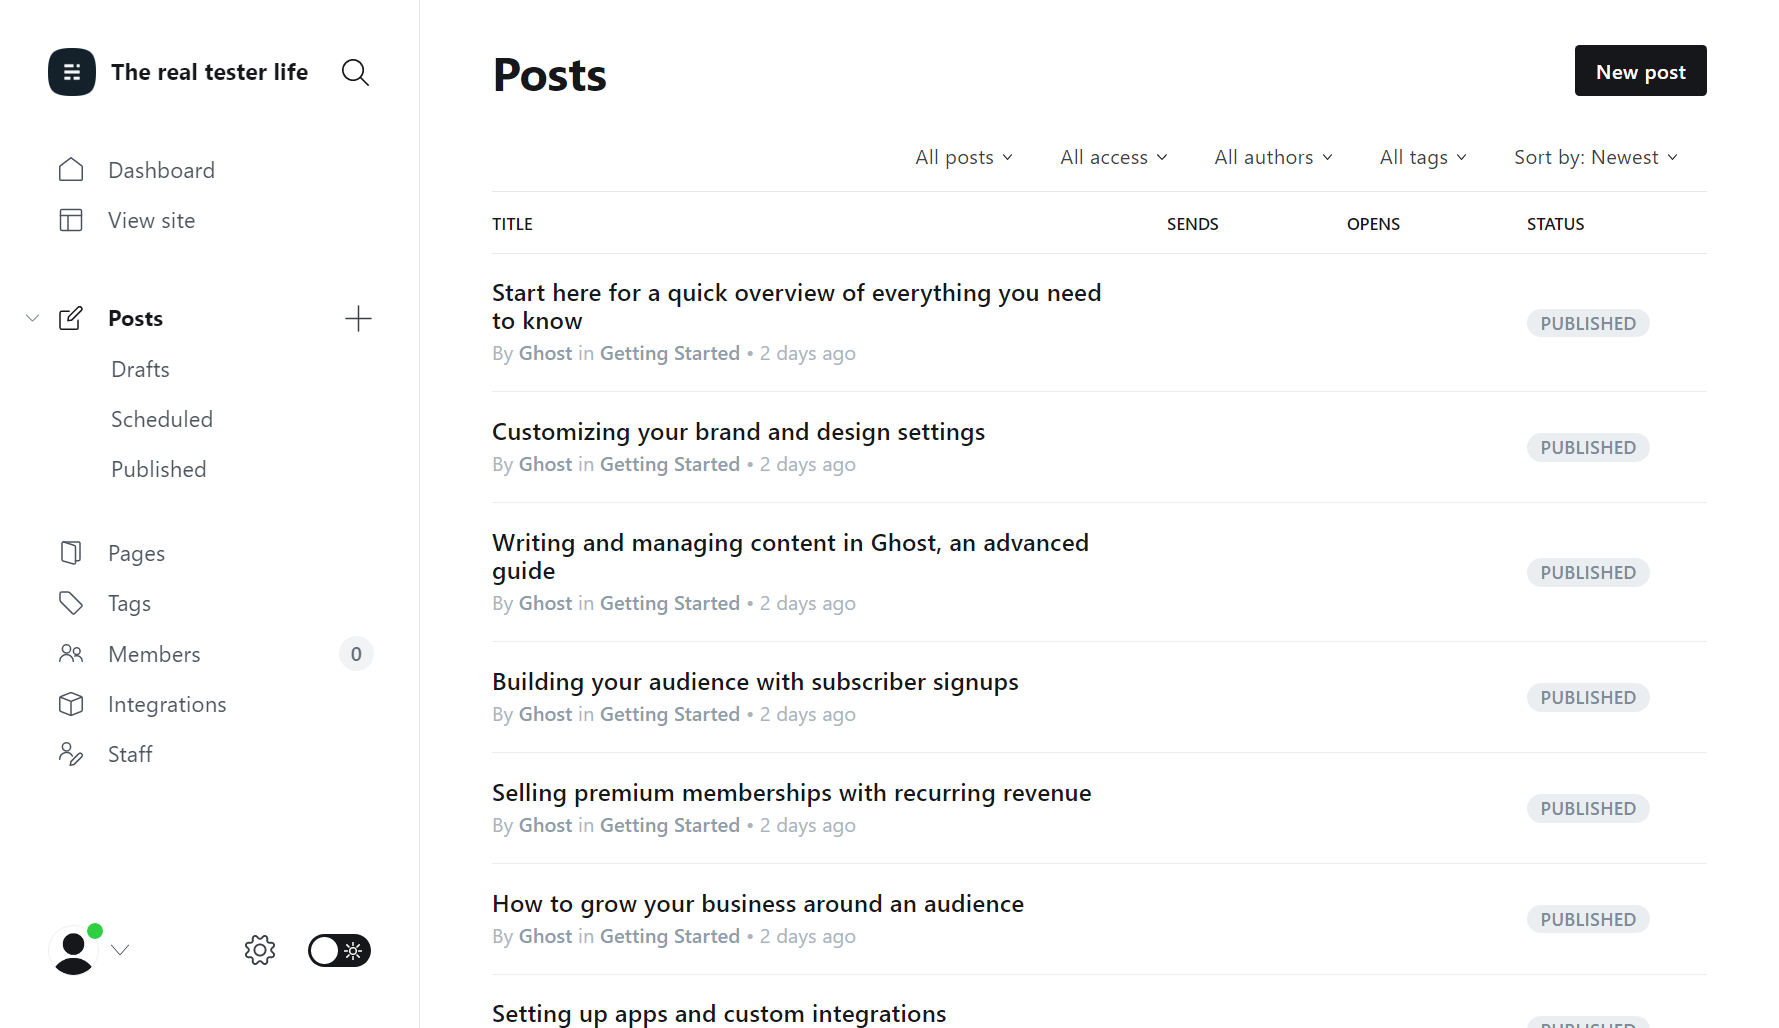 The real tester life
Dashboard
View site
Posts
Drafts
Scheduled
Published
Pages
Tags
Members 0
Integrations
Staff
Posts
New post
All posts All access All authors All tags Sort by: Newest
TITLE SENDS OPENS STATUS
Start here for a quick overview of everything you need
to know
By Ghost in Getting Started • 2 days ago
PUBLISHED
Customizing your brand and design settings
By Ghost in Getting Started • 2 days ago
PUBLISHED
Writing and managing content in Ghost, an advanced
guide
By Ghost in Getting Started • 2 days ago
PUBLISHED
Building your audience with subscriber signups
By Ghost in Getting Started • 2 days ago
PUBLISHED
Selling premium memberships with recurring revenue
By Ghost in Getting Started • 2 days ago
PUBLISHED
How to grow your business around an audience
By Ghost in Getting Started • 2 days ago
PUBLISHED
Setting up apps and custom integrations
PUBLISHED